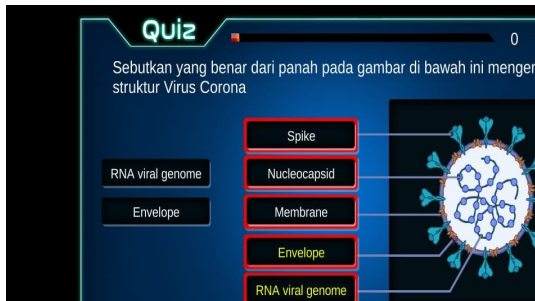 Quiz
0
Sebutkan yang benar dari panah pada gambar di bawah ini
struktur Virus Corona
Spike
RNA viral genome
Nucleocapsid
Envelope
Membrane
Envelope
RNA viral genome